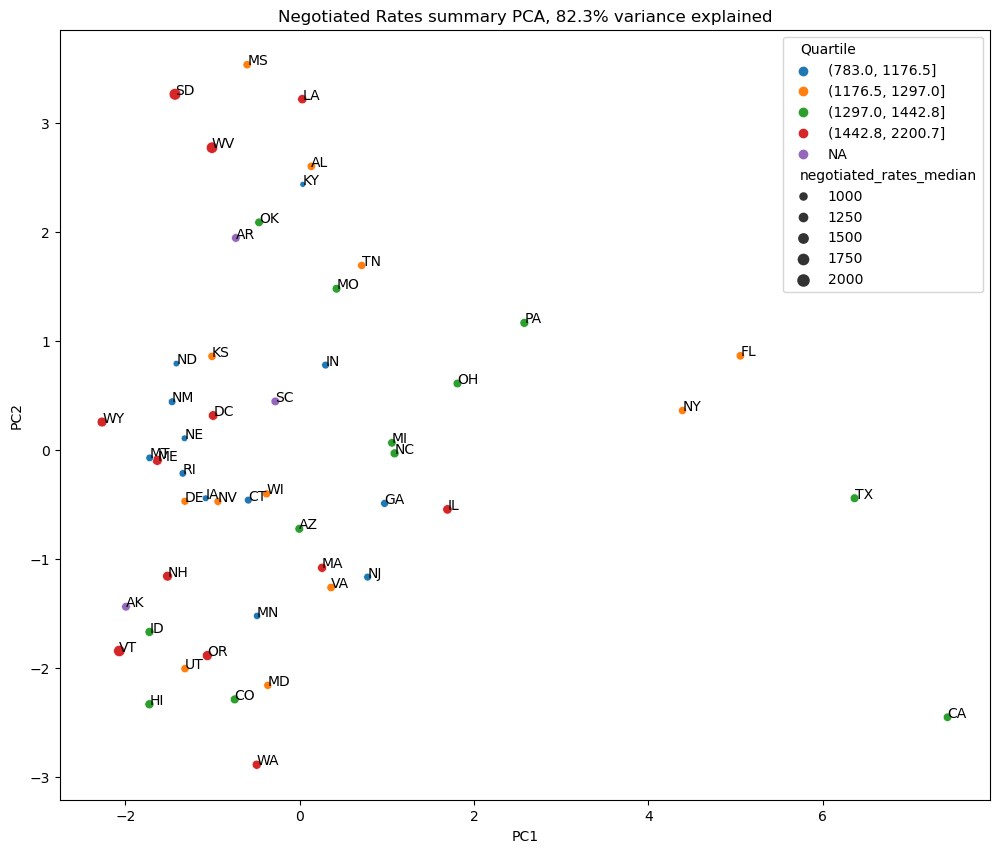 Negotiated Rates summary PCA, 82.3% variance explained
Quartile
(783.0, 1176.5]
(1176.5, 1297.0]
(1297.0, 1442.8]
(1442.8, 2200.7]
NA
negotiated_rates_median
1000
1250
1500
1750
2000
MS
SD
LA
WV
AL
KY
OK
AR
TN
MO
PA
FL
ND
KS
IN
OH
NM
SC
NY
WY
DC
NE
MI
NC
MT
ME
RI
DE
IA
NV
CT
WI
GA
IL
TX
AZ
NH
MA
NJ
VA
AK
MN
ID
VT
OR
UT
MD
HI
CO
CA
WA
3
2
1
0
−1
−2
−3
PC2
−2
0
2
4
6
PC1